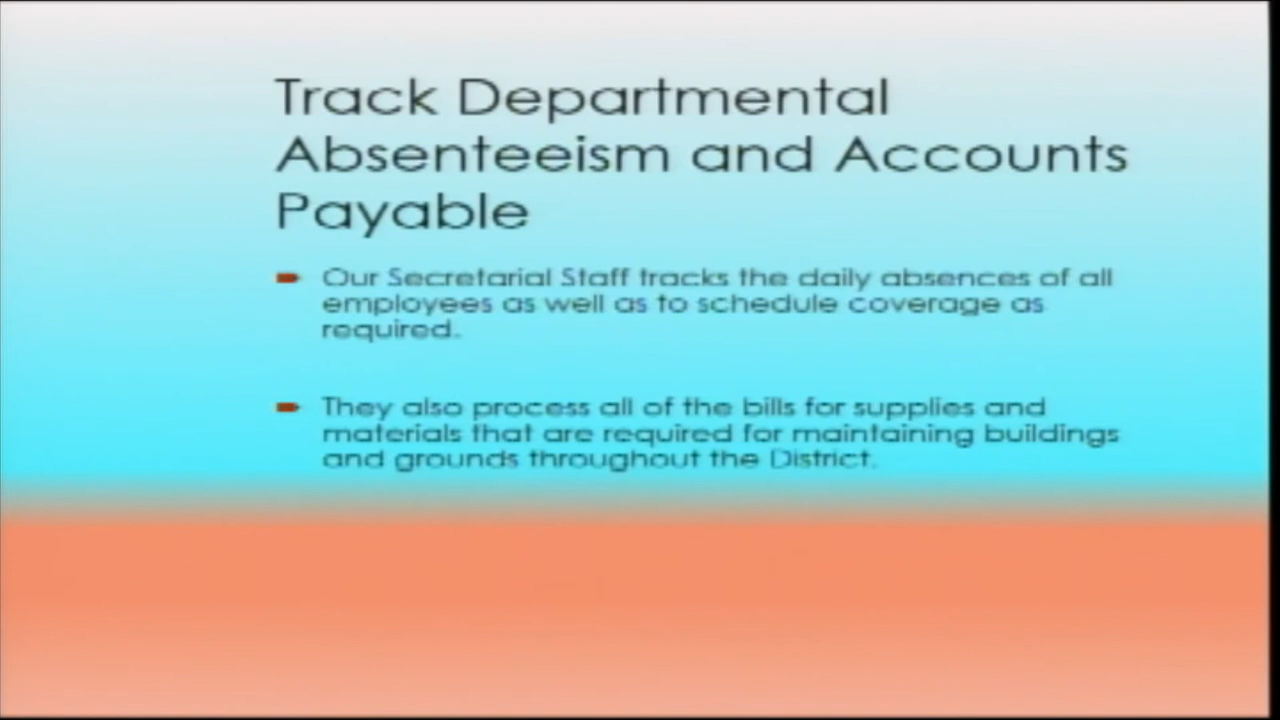 Track Departmental
Absenteeism and Accounts
Payable
Our Secretarial Staff tracks the daily absences of all
employees as well as to schedule coverage as
required.
They also process all of the bills for supplies and
materials that are required for maintaining buildings
and grounds throughout the District.